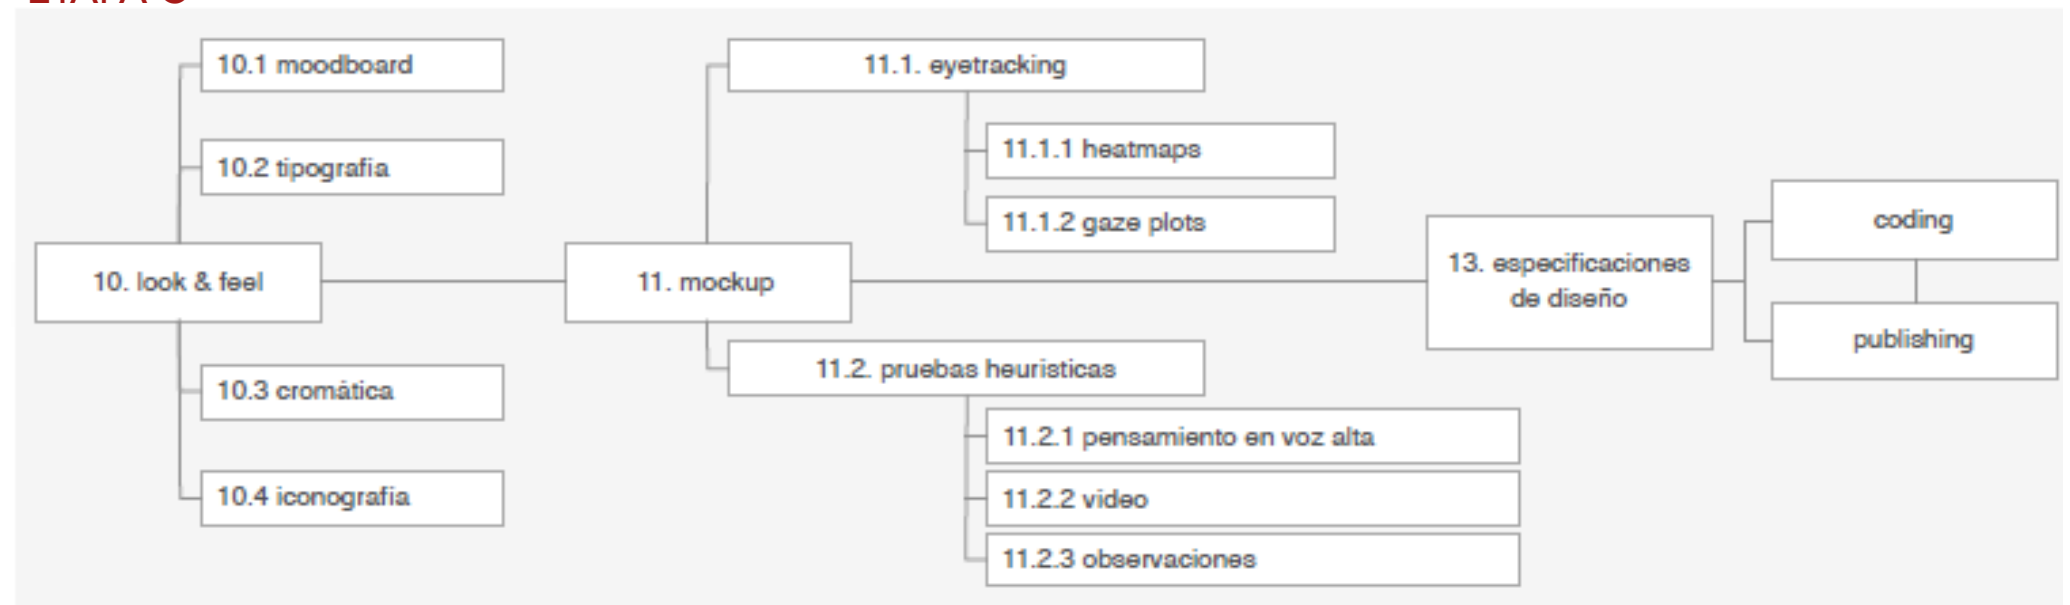 10.1 moodboard
10.2 tipografía
10. look & feel
10.3 cromática
10.4 iconografía
11.1. eyetracking
11.1.1 heatmaps
11.1.2 gaze plots
11. mockup
11.2. pruebas heurísticas
11.2.1 pensamiento en voz alta
11.2.2 video
11.2.3 observaciones
13. especificaciones
de diseño
coding
publishing